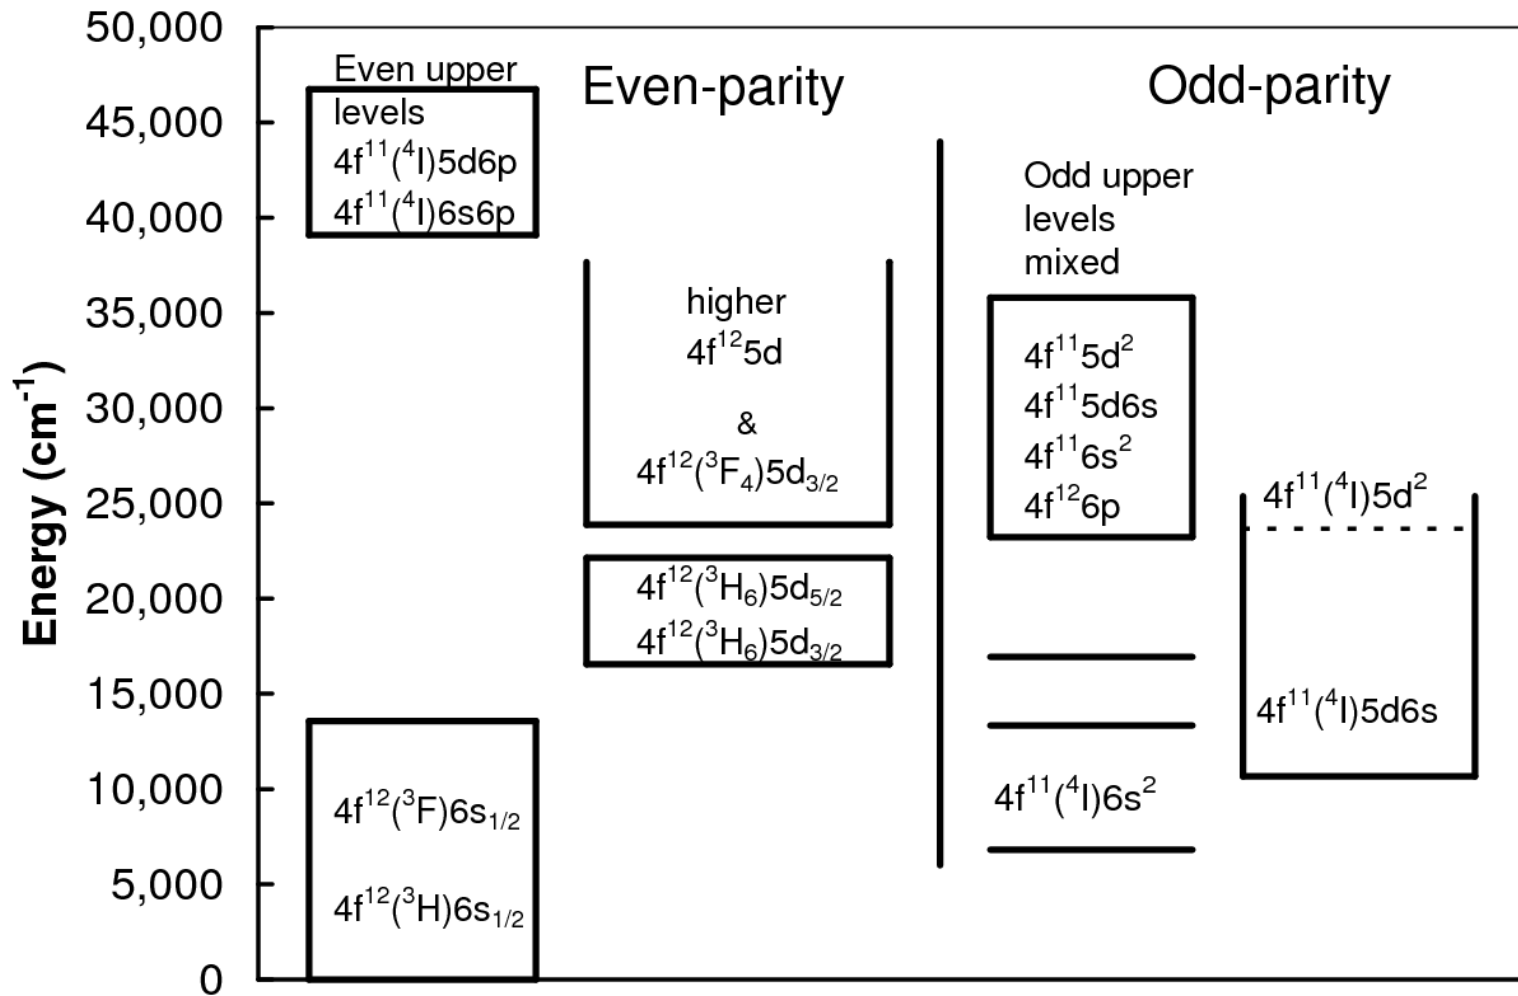 Energy (cm⁻¹)
50,000
45,000
40,000
35,000
30,000
25,000
20,000
15,000
10,000
5,000
0
Even-parity
Odd-parity
Even upper
levels
4f¹¹(⁴I)5d6p
4f¹¹(⁴I)6s6p
4f¹²(³F)6s₁/₂
4f¹²(³H)6s₁/₂
higher
4f¹²5d
&
4f¹²(³F₄)5d₃/₂
4f¹²(³H₆)5d₅/₂
4f¹²(³H₆)5d₃/₂
Odd upper
levels
mixed
4f¹¹5d²
4f¹¹5d6s
4f¹¹6s²
4f¹²6p
4f¹¹(⁴I)6s²
4f¹¹(⁴I)5d²
4f¹¹(⁴I)5d6s